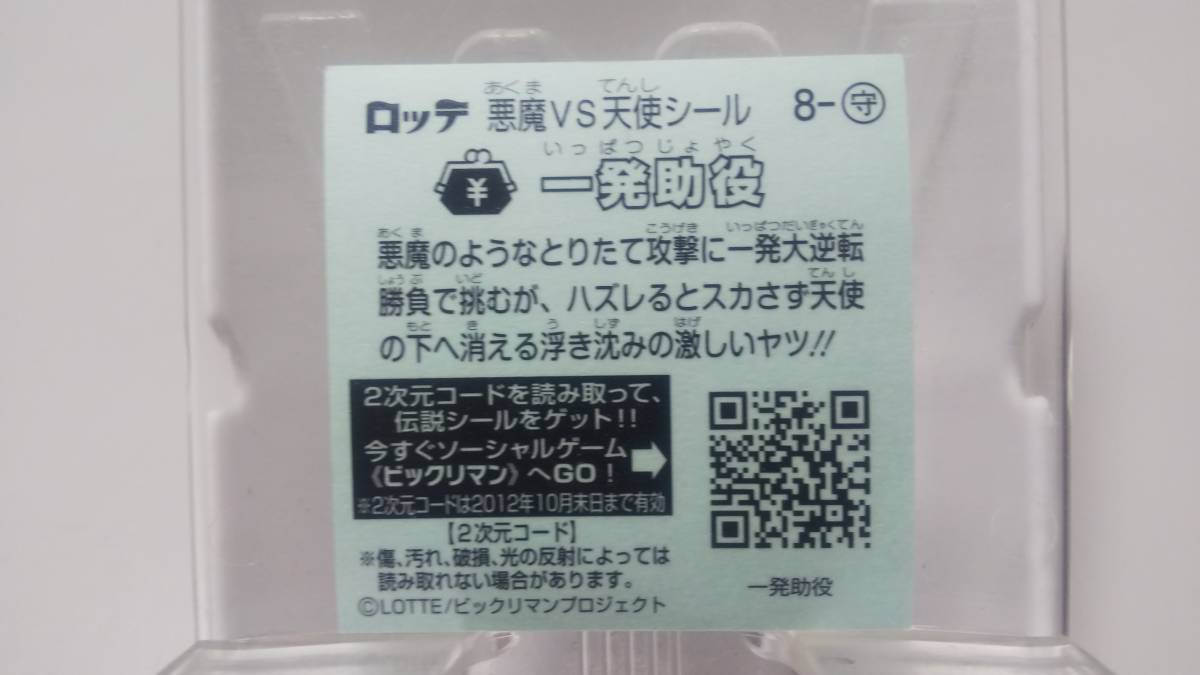 ロッテ 悪魔VS天使シール 8-守
あくま てんし
いっぱつじょやく
¥ 一発助役
あくま こうげき いっぱつだいぎゃくてん
悪魔のようなとりたて攻撃に一発大逆転
しょうぶ いど てんし
勝負で挑むが、ハズレるとスカさず天使
もと き う しず はげ
の下へ消える浮き沈みの激しいヤツ!!
2次元コードを読み取って、
伝説シールをゲット!!
今すぐソーシャルゲーム
《ビックリマン》へGO!
※2次元コードは2012年10月末日まで有効
【2次元コード】
※傷、汚れ、破損、光の反射によっては
読み取れない場合があります。
©LOTTE/ビックリマンプロジェクト
一発助役